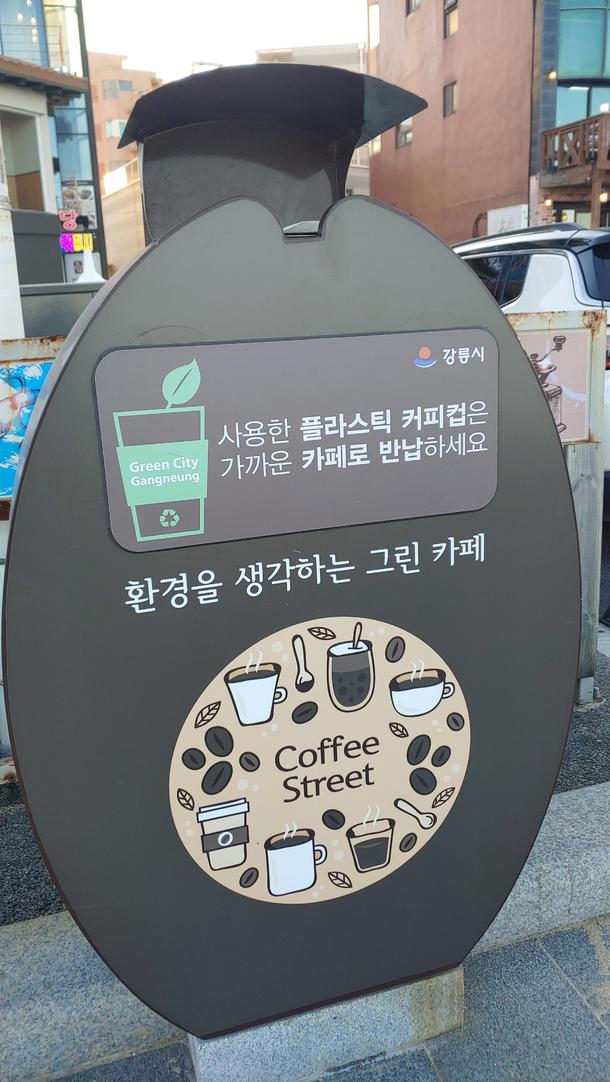 강릉시
Green City
Gangneung
사용한 플라스틱 커피컵은
가까운 카페로 반납하세요
환경을 생각하는 그린 카페
Coffee
Street